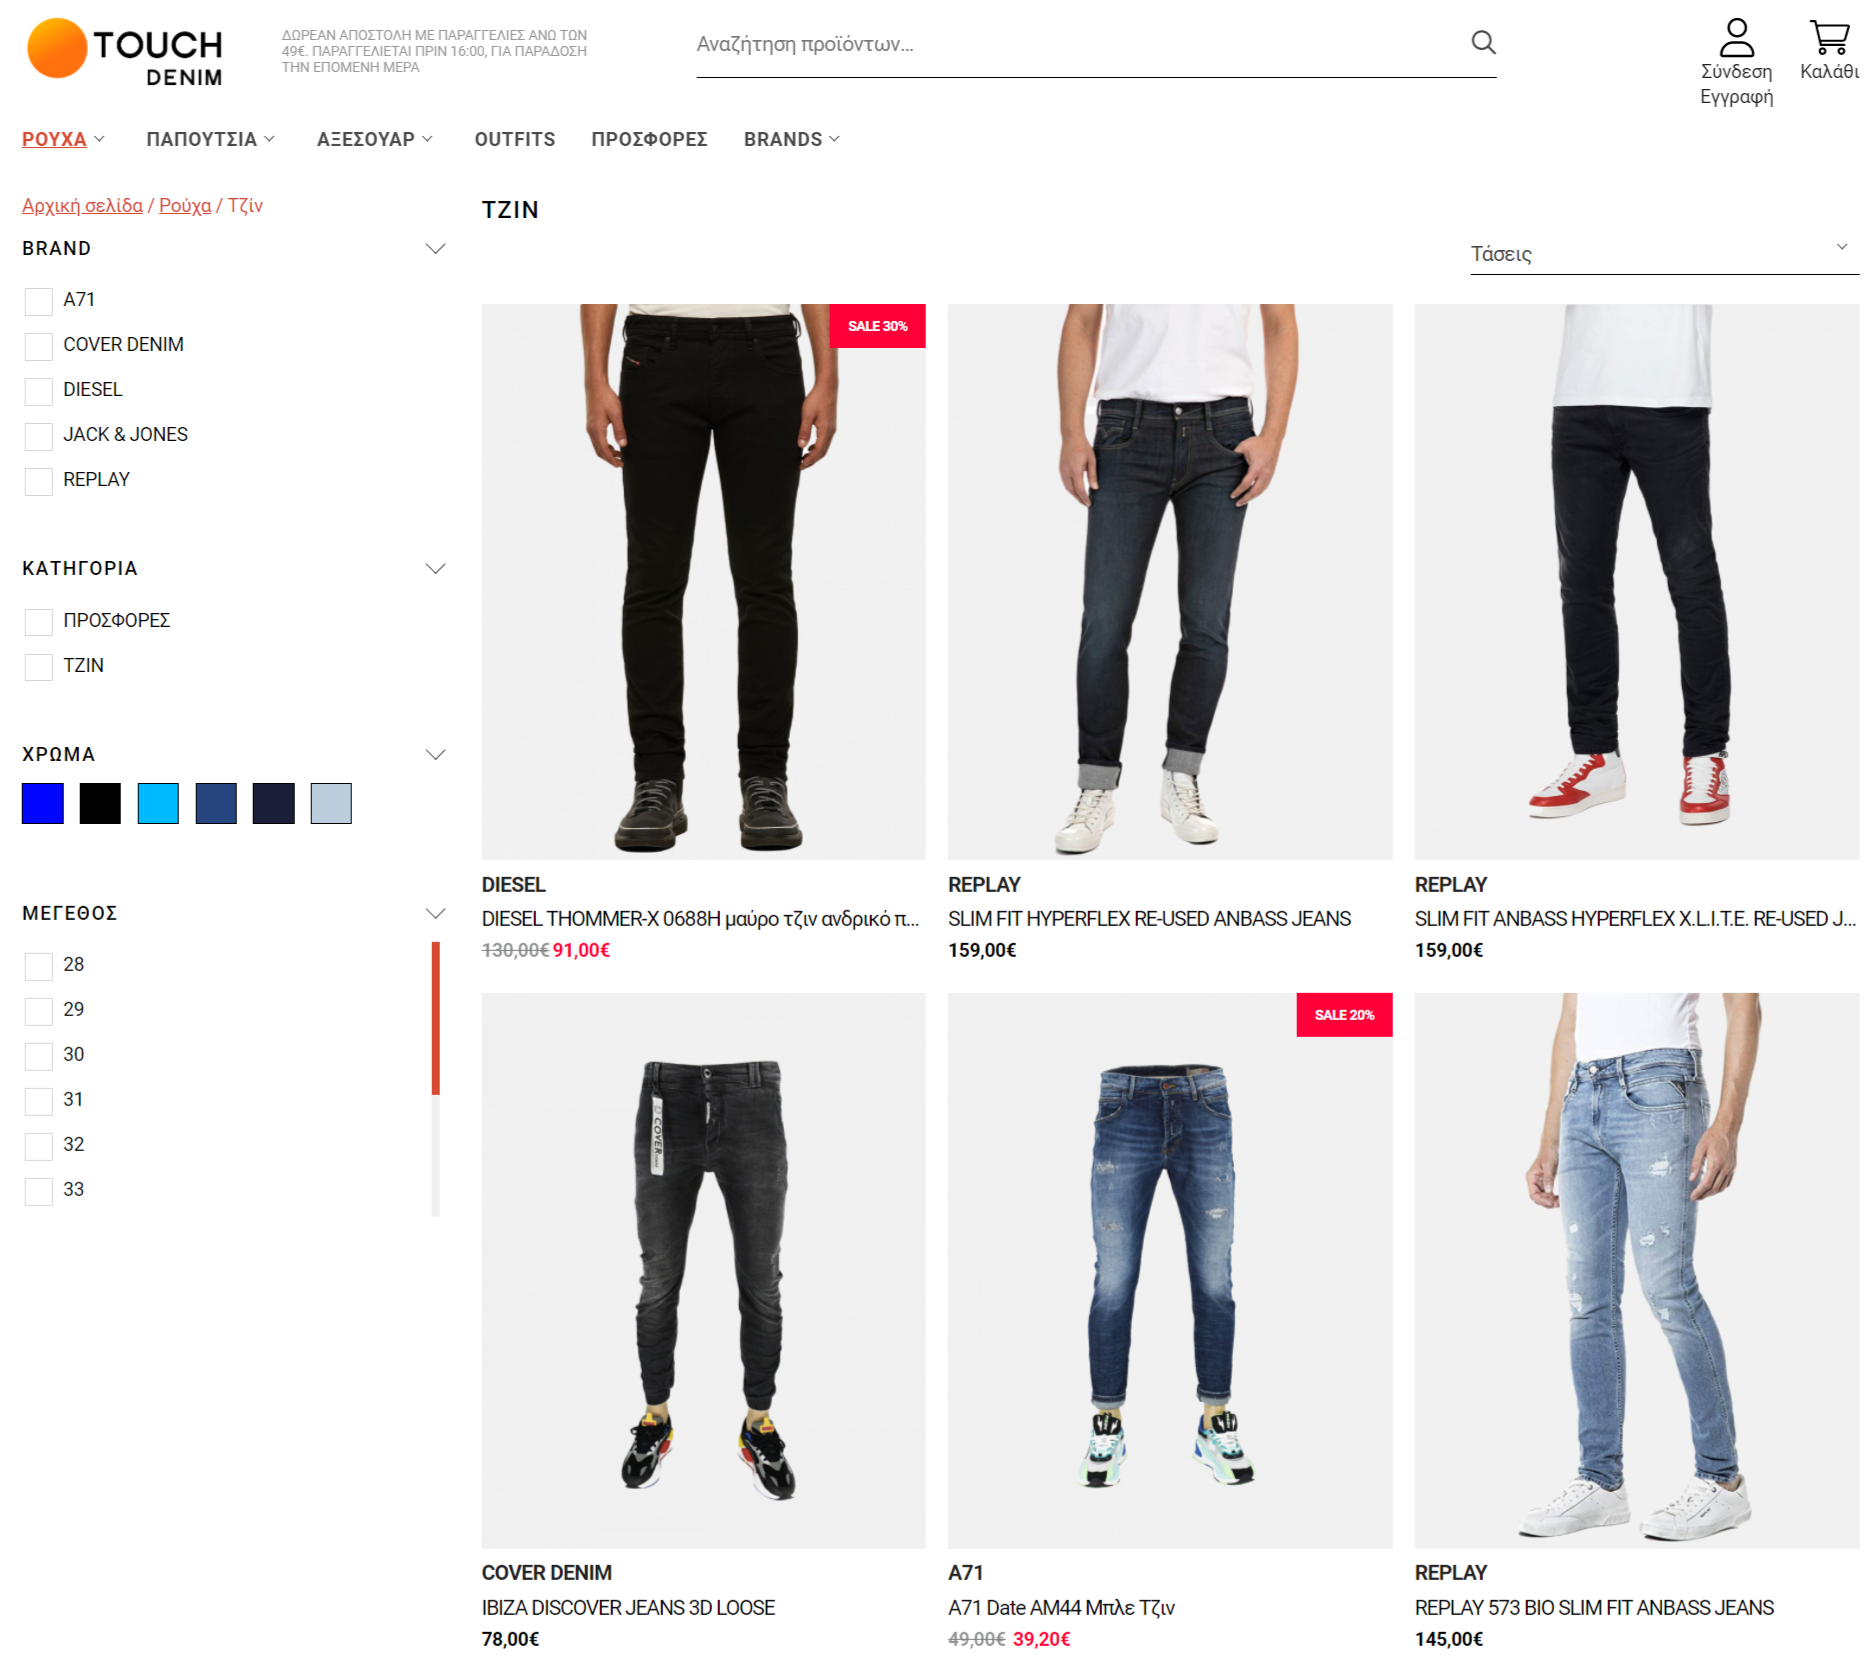 TOUCH
DENIM
ΔΩΡΕΑΝ ΑΠΟΣΤΟΛΗ ΜΕ ΠΑΡΑΓΓΕΛΙΕΣ ΑΝΩ ΤΩΝ
49€. ΠΑΡΑΓΓΕΛΙΕΤΑΙ ΠΡΙΝ 16:00, ΓΙΑ ΠΑΡΑΔΟΣΗ
ΤΗΝ ΕΠΟΜΕΝΗ ΜΕΡΑ
Αναζήτηση προϊόντων...
Σύνδεση
Εγγραφή
Καλάθι
ΡΟΥΧΑ
ΠΑΠΟΥΤΣΙΑ
ΑΞΕΣΟΥΑΡ
OUTFITS
ΠΡΟΣΦΟΡΕΣ
BRANDS
Αρχική σελίδα / Ρούχα / Τζίν
BRAND
A71
COVER DENIM
DIESEL
JACK & JONES
REPLAY
ΚΑΤΗΓΟΡΙΑ
ΠΡΟΣΦΟΡΕΣ
ΤΖΙΝ
ΧΡΩΜΑ
ΜΕΓΕΘΟΣ
28
29
30
31
32
33
ΤΖΙΝ
Τάσεις
SALE 30%
DIESEL
DIESEL THOMMER-X 0688H μαύρο τζιν ανδρικό π...
130,00€ 91,00€
REPLAY
SLIM FIT HYPERFLEX RE-USED ANBASS JEANS
159,00€
REPLAY
SLIM FIT ANBASS HYPERFLEX X.L.I.T.E. RE-USED J...
159,00€
COVER
COVER DENIM
IBIZA DISCOVER JEANS 3D LOOSE
78,00€
SALE 20%
A71
A71 Date AM44 Μπλε Τζιν
49,00€ 39,20€
REPLAY
REPLAY 573 BIO SLIM FIT ANBASS JEANS
145,00€